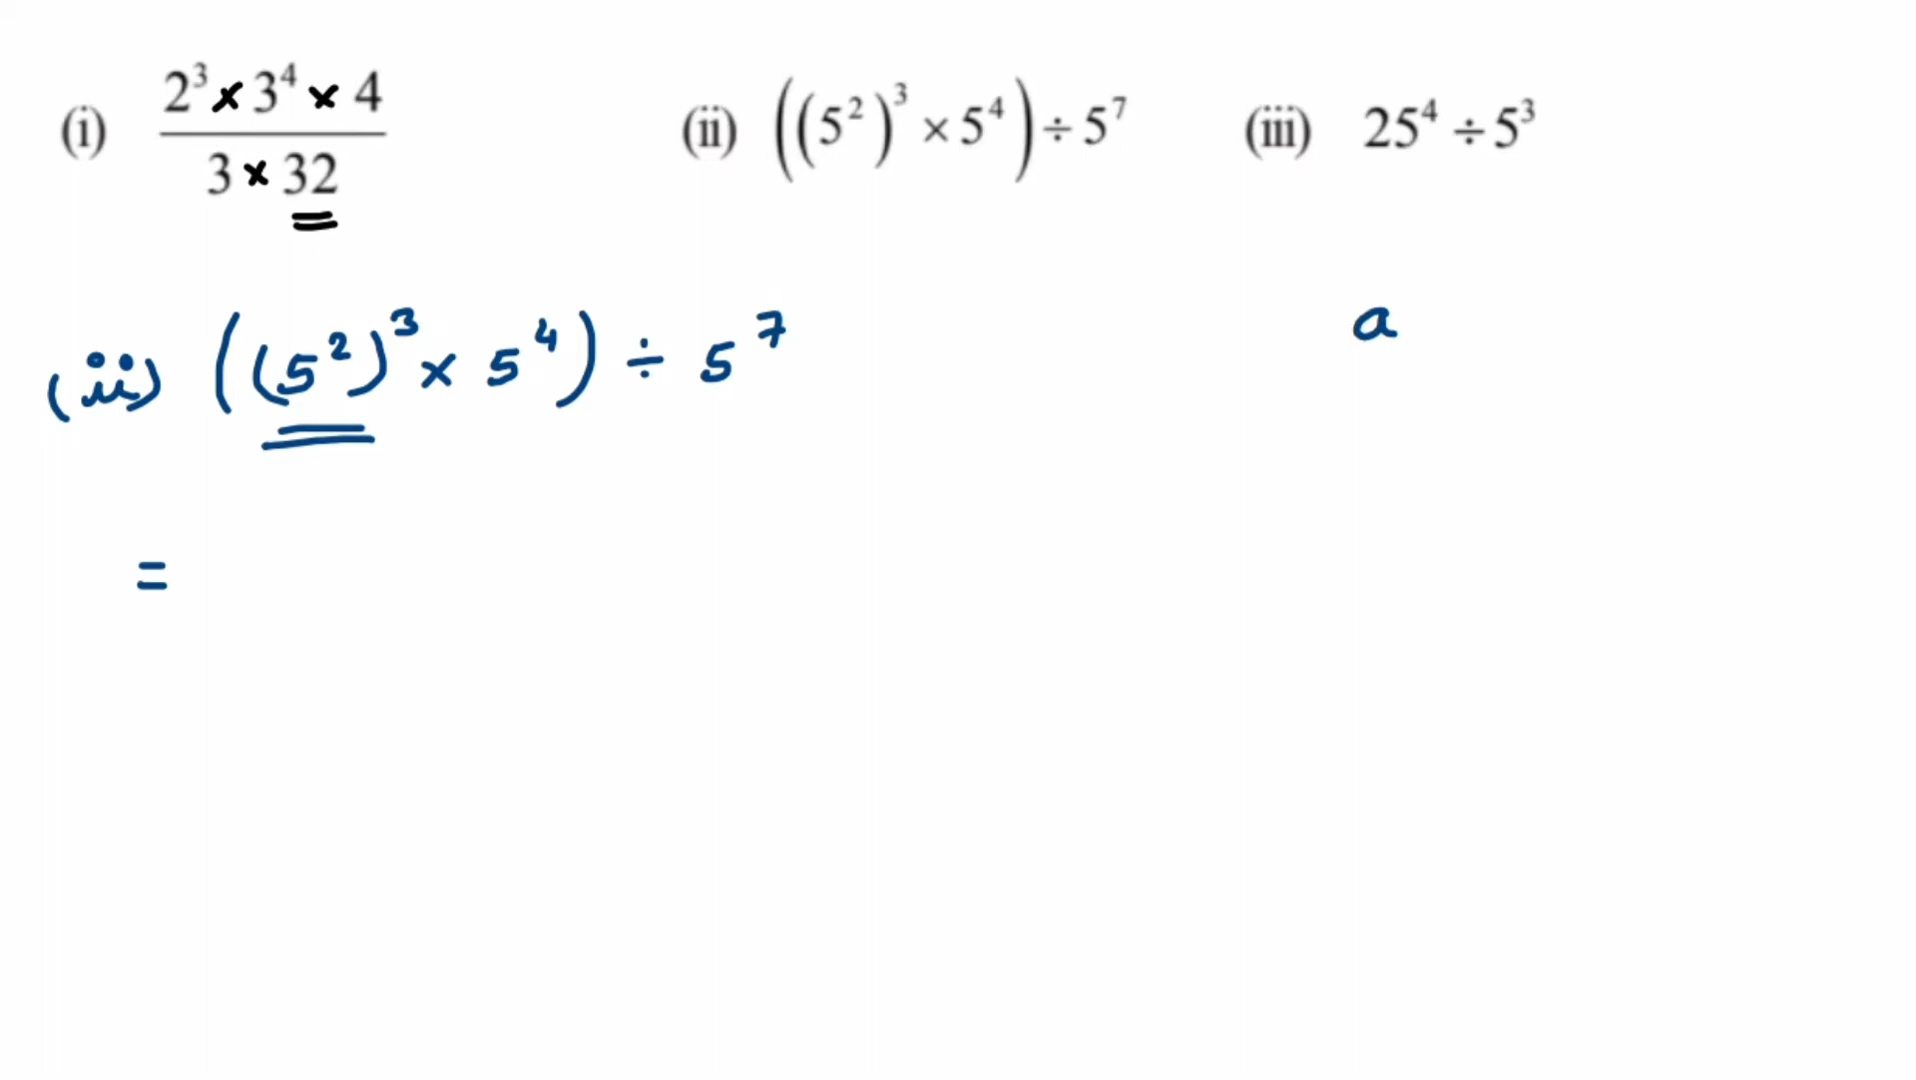 (i) 2³ × 3⁴ × 4 / 3 × 32 (ii) ((5²)³ × 5⁴) ÷ 5⁷ (iii) 25⁴ ÷ 5³
(ii) ((5²)³ × 5⁴) ÷ 5⁷ a
=